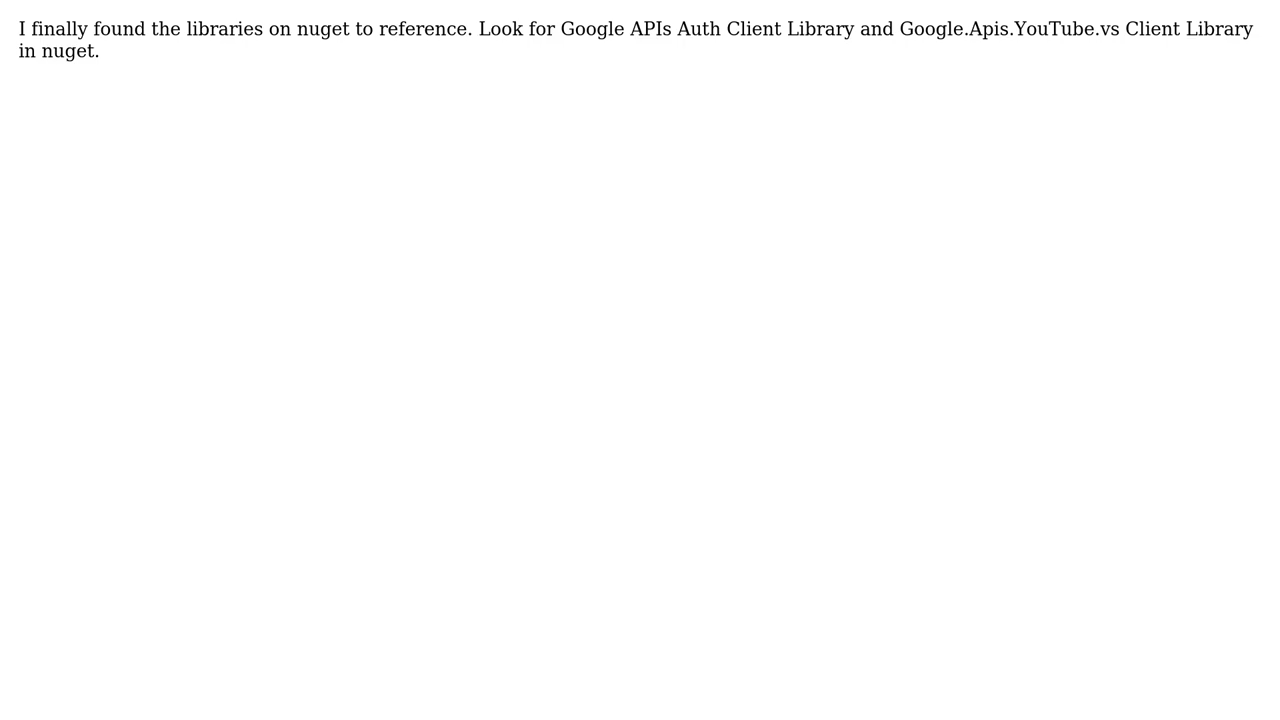 I finally found the libraries on nuget to reference. Look for Google APIs Auth Client Library and Google.Apis.YouTube.vs Client Library
in nuget.